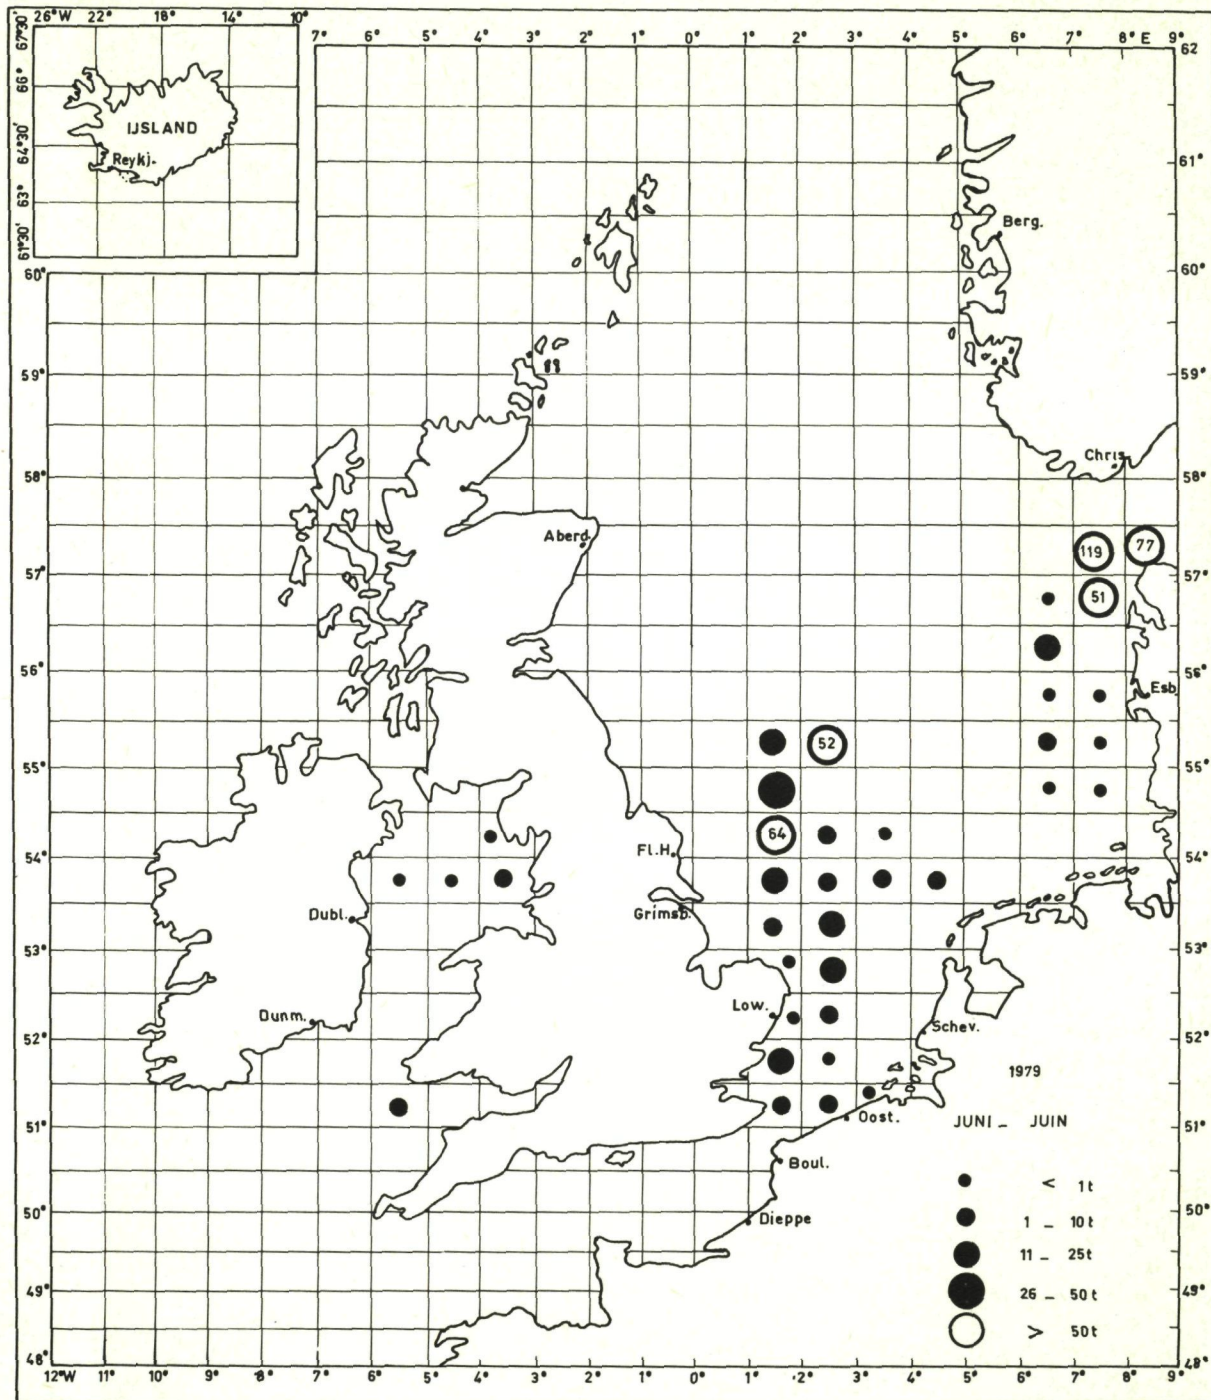 26°W 22° 18° 14° 10°
67°30' 66° 64°30' 63° 61°30'
IJSLAND
Reykj.
7° 6° 5° 4° 3° 2° 1° 0° 1° 2° 3° 4° 5° 6° 7° 8° E 9°
62
61° 
Berg.
60° 60°
59° 59°
Chris
58° 58°
Aberd.
119 77
57° 57°
51
56° 56°
Esb
52
55° 55°
64
Fl.H.
54° 54°
Dubl.
Grimsb.
53° 53°
Low.
Dunm.
52° 52°
Schev.
1979
Oost.
51° 51°
JUNI - JUIN
Boul.
< 1t
50° 50°
Dieppe
1 - 10t
11 - 25t
49° 49°
26 - 50t
> 50t
48° 48°
12°W 11° 10° 9° 8° 7° 6° 5° 4° 3° 2° 1° 0° 1° 2° 3° 4° 5° 6° 7° 8° 9°